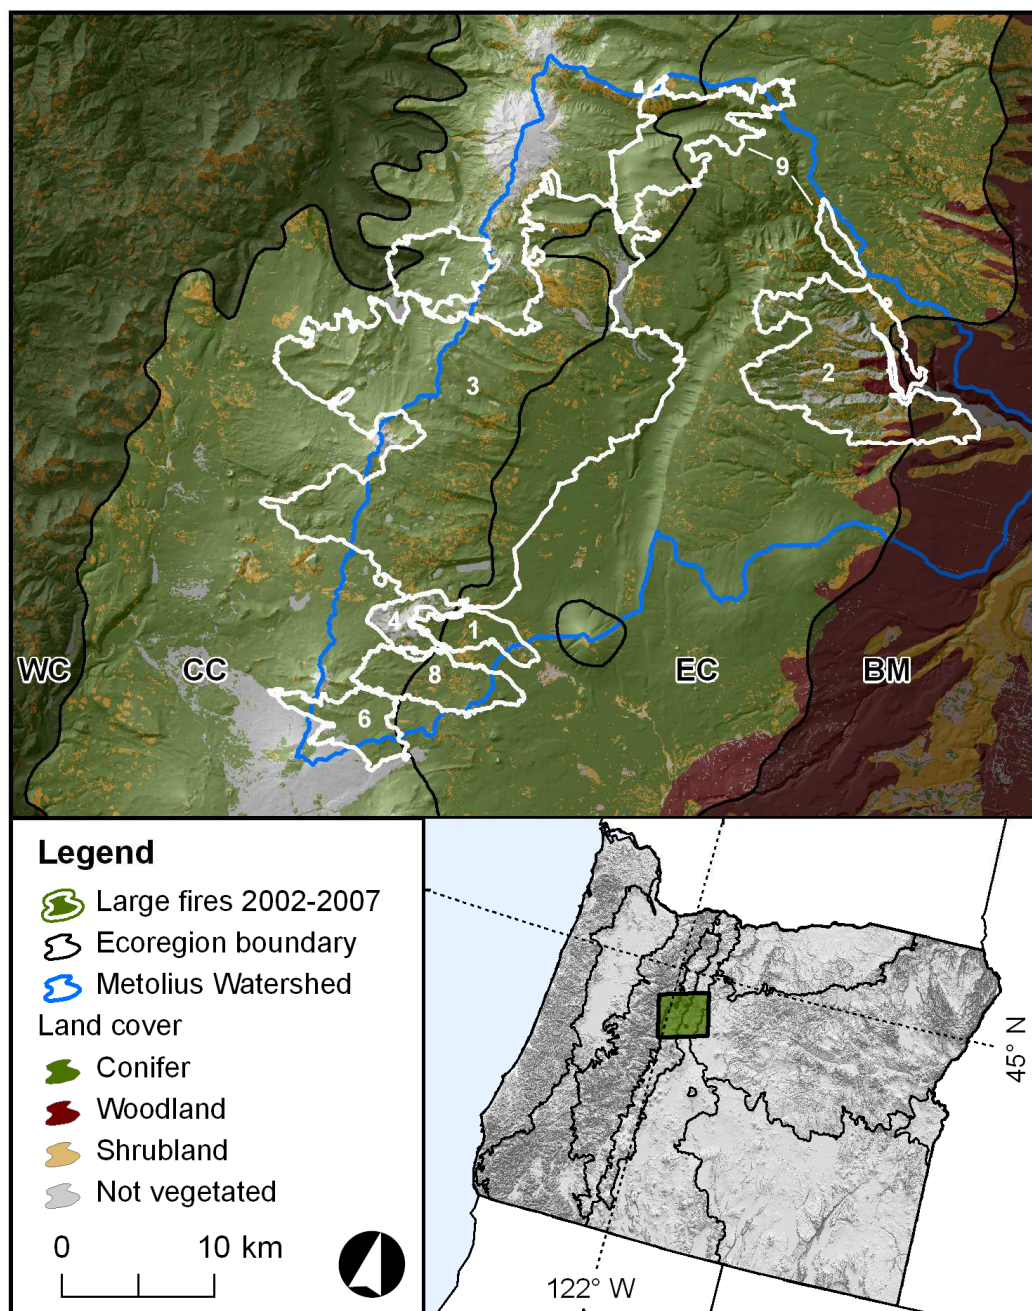 7
9
3
2
4
1
8
6
WC
CC
EC
BM
Legend
Large fires 2002-2007
Ecoregion boundary
Metolius Watershed
Land cover
Conifer
Woodland
Shrubland
Not vegetated
0 10 km
45° N
122° W